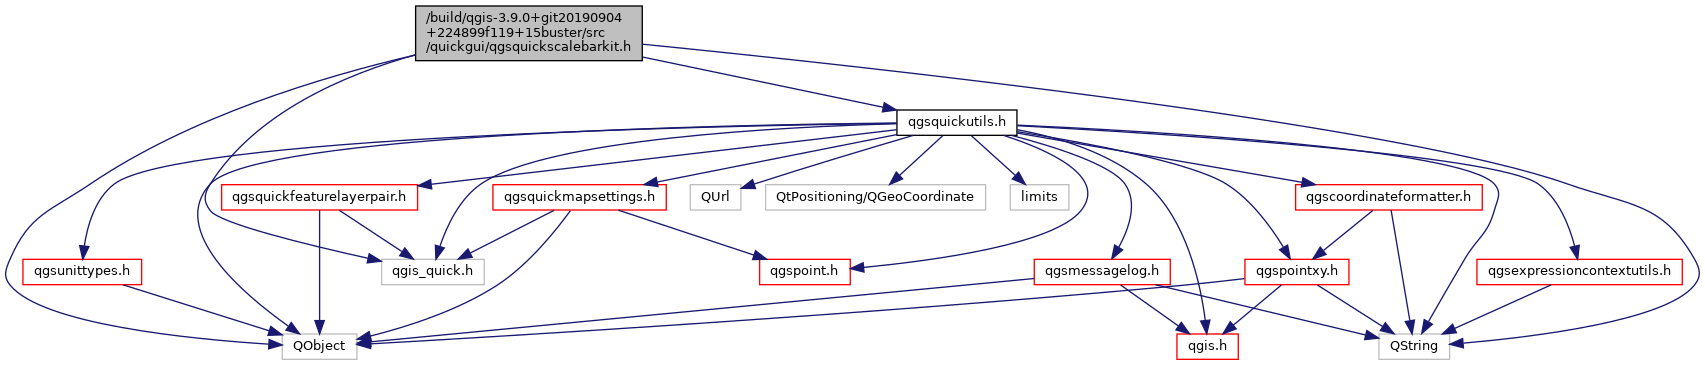 /build/qgis-3.9.0+git20190904
+224899f119+15buster/src
/quickgui/qgsquickscalebarkit.h
qgsquickutils.h
qgsquickfeaturelayerpair.h
qgsquickmapsettings.h
QUrl
QtPositioning/QGeoCoordinate
limits
qgscoordinateformatter.h
qgsunittypes.h
qgis_quick.h
qgspoint.h
qgsmessagelog.h
qgspointxy.h
qgsexpressioncontextutils.h
QObject
qgis.h
QString